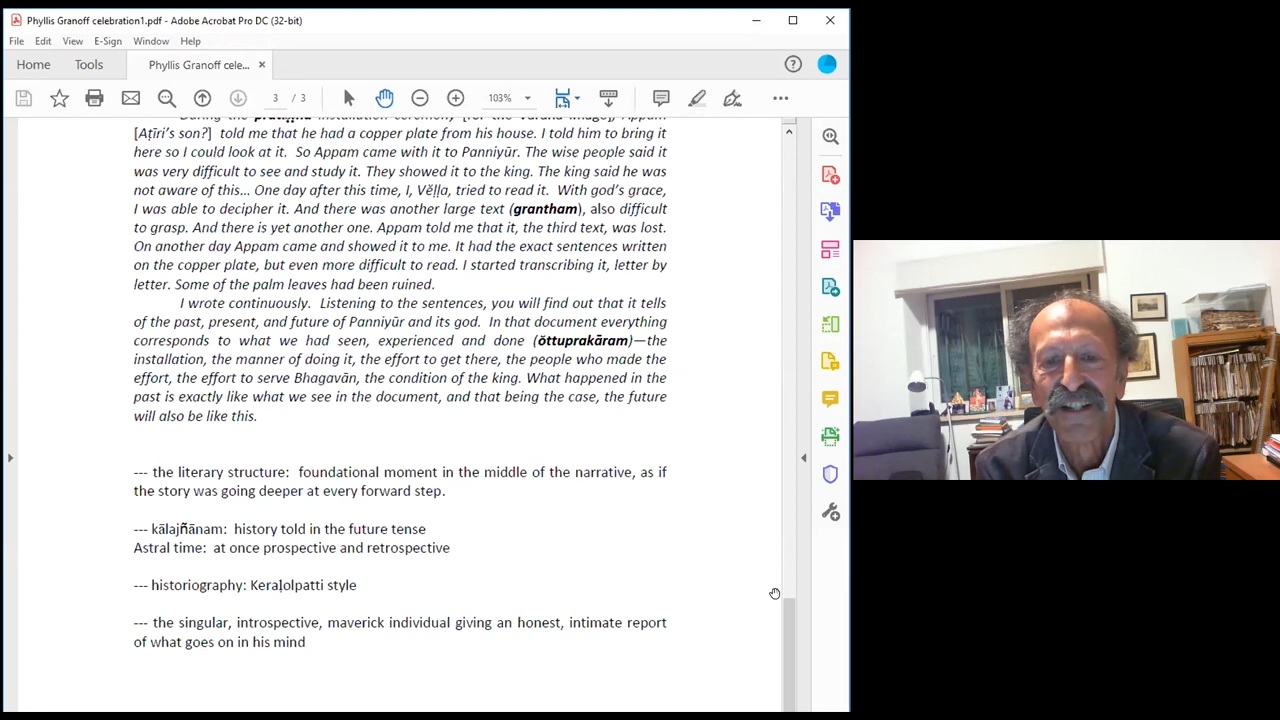 Phyllis Granoff celebration1.pdf - Adobe Acrobat Pro DC (32-bit)
File Edit View E-Sign Window Help
Home Tools Phyllis Granoff cele...
3 / 3 103%
[Aṭīri's son?] told me that he had a copper plate from his house. I told him to bring it
here so I could look at it. So Appam came with it to Panniyūr. The wise people said it
was very difficult to see and study it. They showed it to the king. The king said he was
not aware of this... One day after this time, I, Vĕḷḷa, tried to read it. With god's grace,
I was able to decipher it. And there was another large text (grantham), also difficult
to grasp. And there is yet another one. Appam told me that it, the third text, was lost.
On another day Appam came and showed it to me. It had the exact sentences written
on the copper plate, but even more difficult to read. I started transcribing it, letter by
letter. Some of the palm leaves had been ruined.
I wrote continuously. Listening to the sentences, you will find out that it tells
of the past, present, and future of Panniyūr and its god. In that document everything
corresponds to what we had seen, experienced and done (ŏttuprakāram)—the
installation, the manner of doing it, the effort to get there, the people who made the
effort, the effort to serve Bhagavān, the condition of the king. What happened in the
past is exactly like what we see in the document, and that being the case, the future
will also be like this.
--- the literary structure: foundational moment in the middle of the narrative, as if
the story was going deeper at every forward step.
--- kālajñānam: history told in the future tense
Astral time: at once prospective and retrospective
--- historiography: Keraḷolpatti style
--- the singular, introspective, maverick individual giving an honest, intimate report
of what goes on in his mind